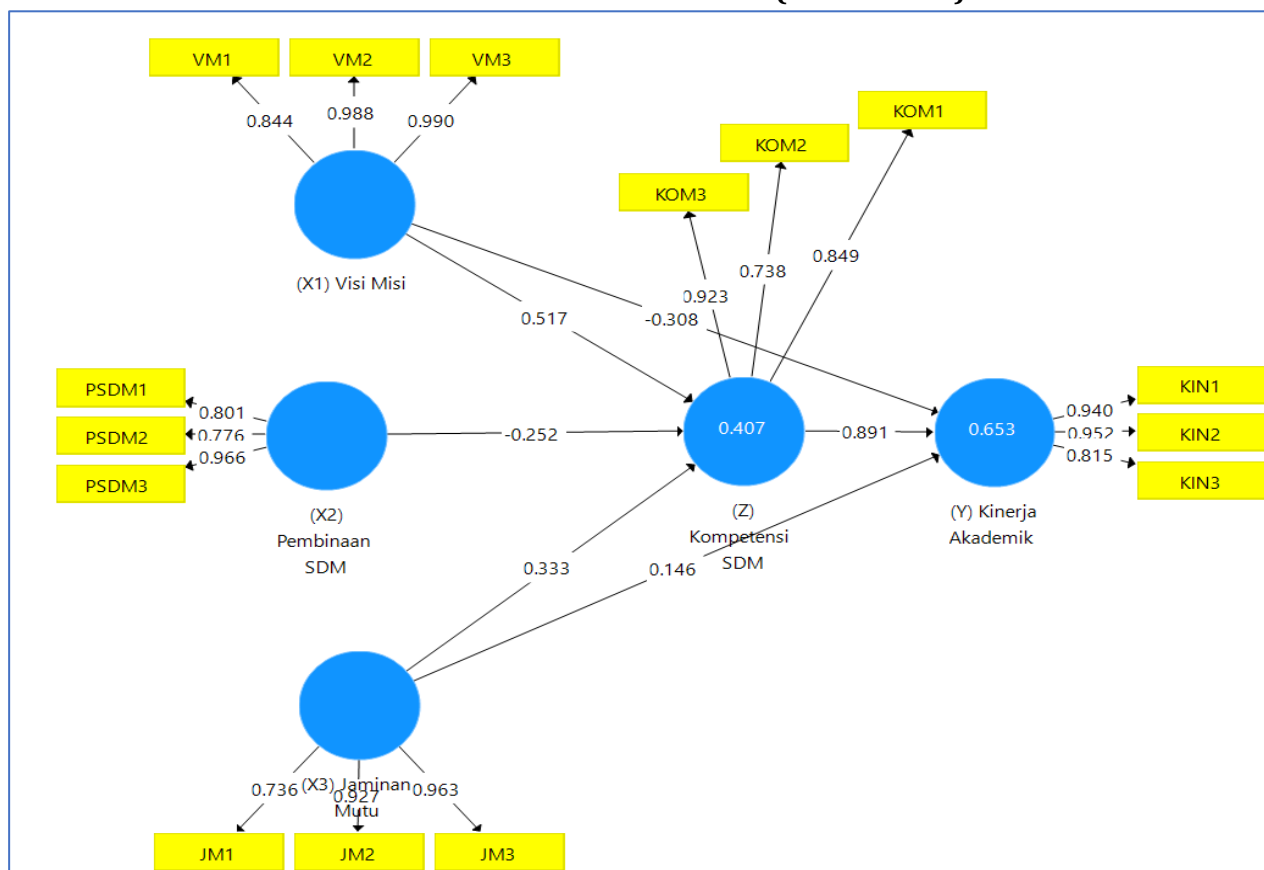 VM1 VM2 VM3
0.844 0.988 0.990
(X1) Visi Misi
KOM1
KOM2
KOM3
0.923 0.738 0.849
0.517
-0.308
PSDM1
PSDM2
PSDM3
0.801
0.776
0.966
(X2)
Pembinaan
SDM
-0.252
0.407
(Z)
Kompetensi
SDM
0.891
0.653
(Y) Kinerja
Akademik
0.940
0.952
0.815
KIN1
KIN2
KIN3
0.333
0.146
(X3) Jaminan
Mutu
0.736 0.927 0.963
JM1 JM2 JM3